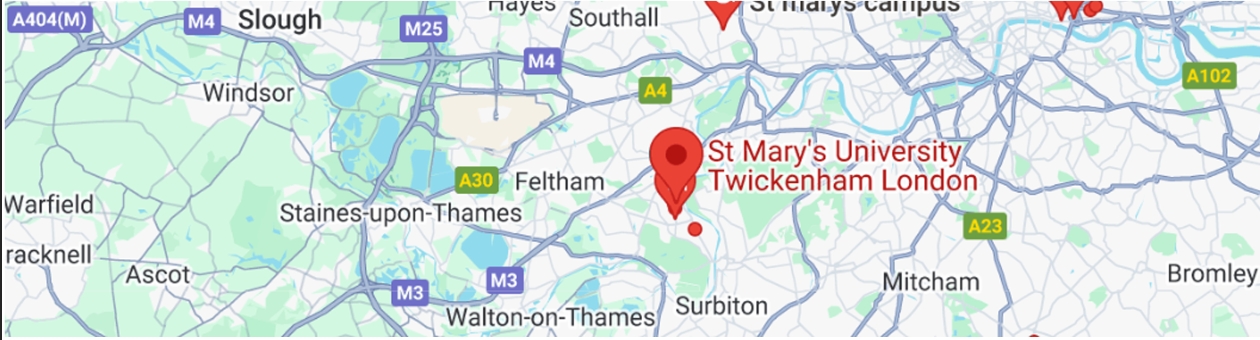 Hayes
St marys campus
A404(M)
M4
Slough
M25
Southall
M4
A102
Windsor
A4
St Mary's University
Twickenham London
A30
Feltham
Warfield
Staines-upon-Thames
A23
racknell
Ascot
M3
M3
Mitcham
Bromley
Surbiton
Walton-on-Thames